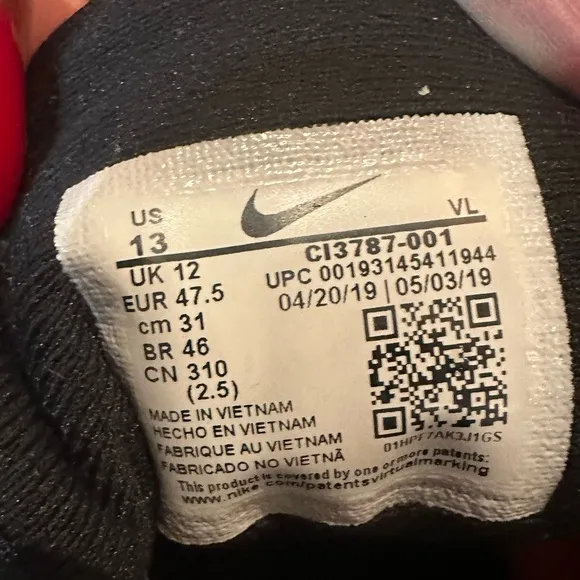 US
13
UK 12
EUR 47.5
cm 31
BR 46
CN 310
(2.5)
VL
CI3787-001
UPC 00193145411944
04/20/19 | 05/03/19
01HPF7AK3J1GS
MADE IN VIETNAM
HECHO EN VIETNAM
FABRIQUE AU VIETNAM
FABRICADO NO VIETNÃ
This product is covered by one or more patents:
www.nike.com/patentsvirtualmarking